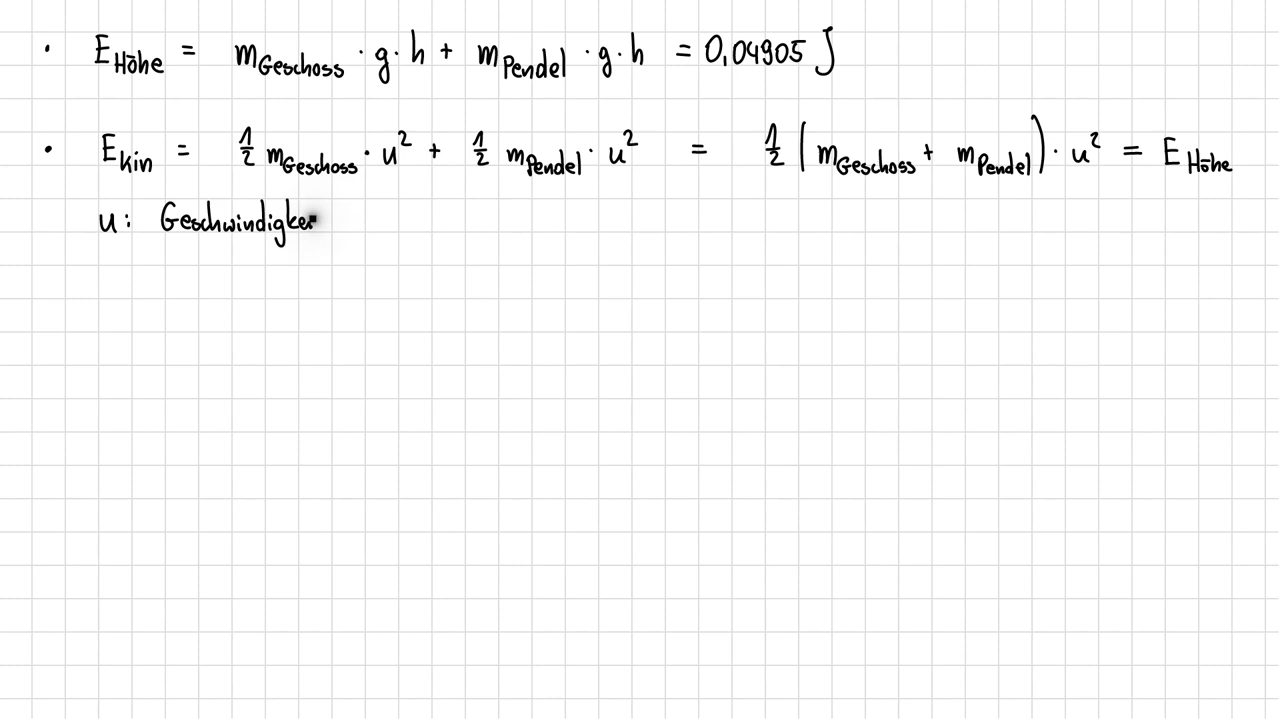 · E_Höhe = m_Geschoss · g · h + m_Pendel · g · h = 0,04905 J
· E_kin = 1/2 m_Geschoss · u² + 1/2 m_Pendel · u² = 1/2 (m_Geschoss + m_Pendel) · u² = E_Höhe
u: Geschwindigkei